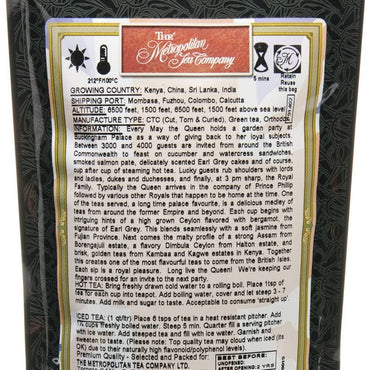 THE
Metropolitan
Tea Company
212°F/100°C
5 mins
Retain
Reuse
this bag
GROWING COUNTRY: Kenya, China, Sri Lanka, India
SHIPPING PORT: Mombasa, Fuzhou, Colombo, Calcutta
ALTITUDE: 6500 feet, 1500 feet, 6500 feet, 1500 feet above sea level
MANUFACTURE TYPE: CTC (Cut, Torn & Curled), Green tea, Orthodox
INFORMATION: Every May the Queen holds a garden party at
Buckingham Palace as a way of giving back to her loyal subjects.
Between 3000 and 4000 guests are invited from around the British
Commonwealth to feast on cucumber and watercress sandwiches,
smoked salmon pate, delicately scented Earl Grey cakes and of course,
cup after cup of steaming hot tea. Lucky guests rub shoulders with lords
and ladies, dukes and duchesses, and finally, at 3 pm sharp, the Royal
Family. Typically the Queen arrives in the company of Prince Phillip
followed by various other Royals that happen to be home at the time. One
of the teas served, a long time palace favourite, is a delicious medley of
teas from around the former Empire and beyond. Each cup begins with
intriguing hints of a high grown Ceylon flavored with bergamot, the
signature of Earl Grey. This blends seamlessly with a soft jasmine from
Fujian Province. Next comes the malty profile of a strong Assam from
Borengajuli estate, a flavory Dimbula Ceylon from Halton estate, and
brisk, golden teas from Kambaa and Kagwe estates in Kenya. Together
this creates one of the most flavourful teas to come from the British Isles.
Each sip is a royal pleasure. Long live the Queen! We're keeping our
fingers crossed for an invite to the next party.
HOT TEA: Bring freshly drawn cold water to a rolling boil. Place 1tsp of
tea for each cup into teapot. Add boiling water, cover and let steep 3 - 7
minutes. Add milk and sugar to taste. Acceptable to consume 'straight up'.
ICED TEA: (1 qt/ltr) Place 6 tsps of tea in a heat resistant pitcher. Add
1¼ cups freshly boiled water. Steep 5 min. Quarter fill a serving pitcher
with ice water. Add steeped tea and fill with ice water. Garnish and
sweeten to taste. (Please note: Top quality tea may cloud when iced (its
OK) due to their naturally high flavonoid/polyphenol levels).
Premium Quality - Selected and Packed for:
THE METROPOLITAN TEA COMPANY LTD.
BEST BEFORE:
UNOPENED:
AFTER OPENING: 2 YRS